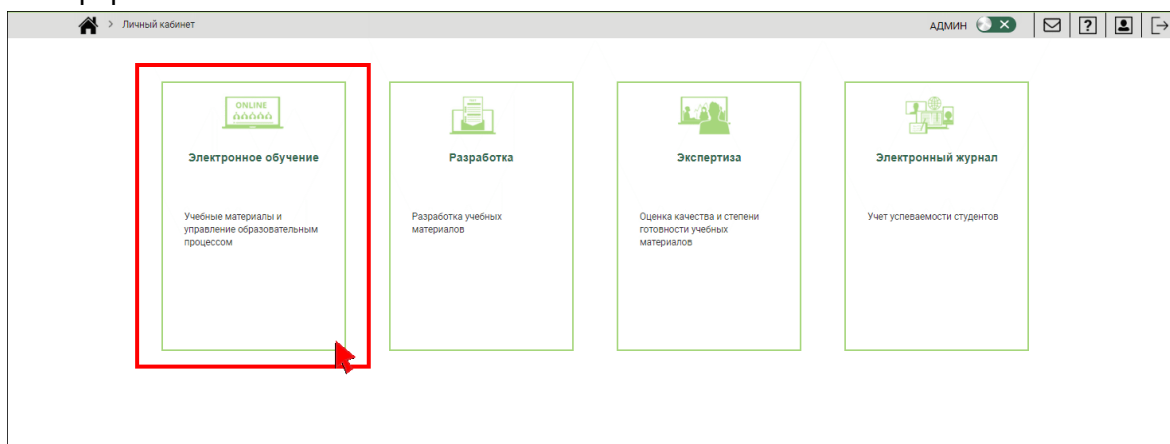 > Личный кабинет
АДМИН
ONLINE
Электронное обучение
Учебные материалы и
управление образовательным
процессом
Разработка
Разработка учебных
материалов
Экспертиза
Оценка качества и степени
готовности учебных
материалов
Электронный журнал
Учет успеваемости студентов